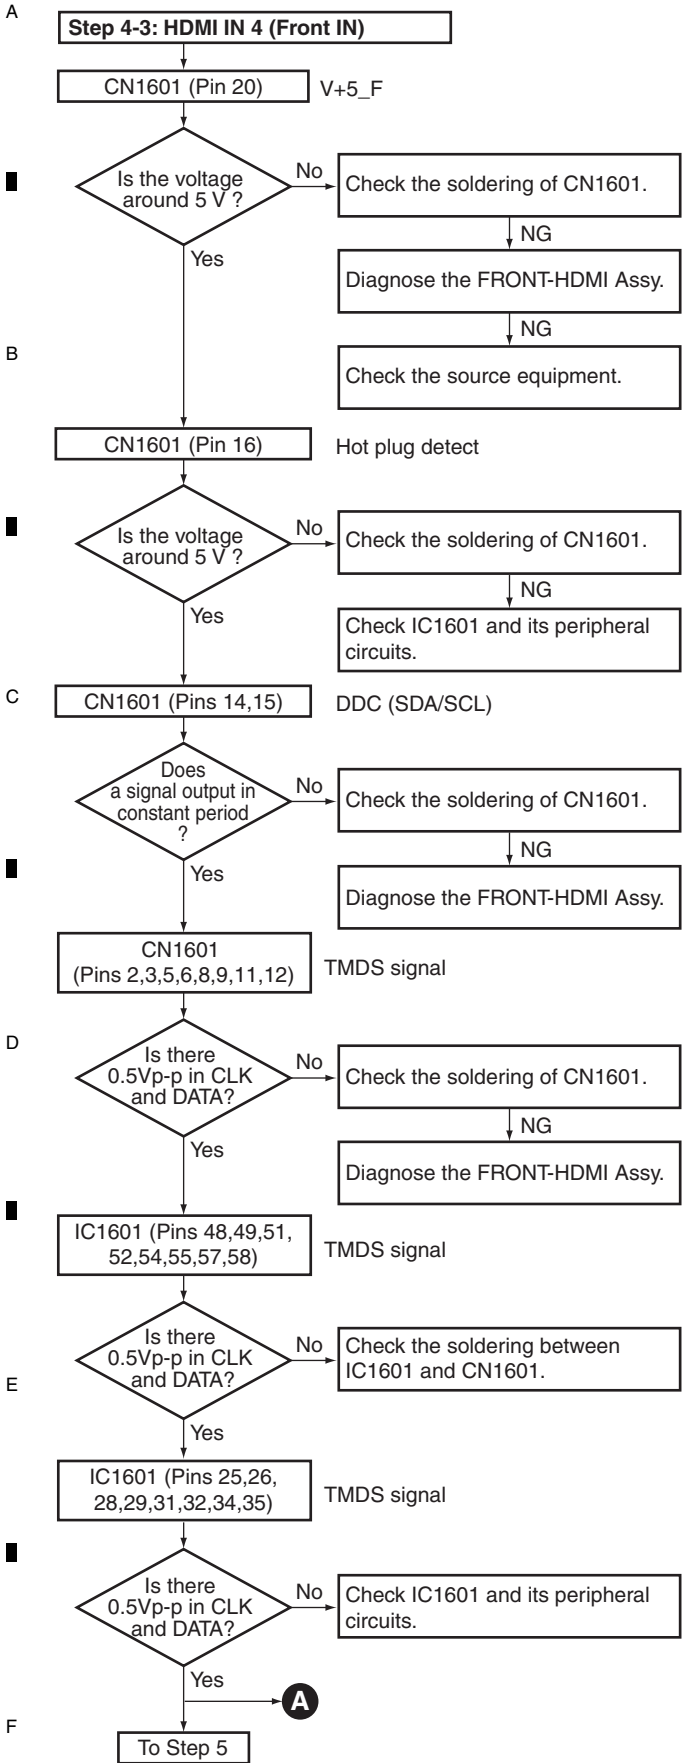 A
Step 4-3: HDMI IN 4 (Front IN)
CN1601 (Pin 20)
V+5_F
Is the voltage
around 5 V ?
No
Check the soldering of CN1601.
NG
Yes
Diagnose the FRONT-HDMI Assy.
NG
B
Check the source equipment.
CN1601 (Pin 16)
Hot plug detect
Is the voltage
around 5 V ?
No
Check the soldering of CN1601.
NG
Yes
Check IC1601 and its peripheral
circuits.
C
CN1601 (Pins 14,15)
DDC (SDA/SCL)
Does
a signal output in
constant period
?
No
Check the soldering of CN1601.
NG
Yes
Diagnose the FRONT-HDMI Assy.
CN1601
(Pins 2,3,5,6,8,9,11,12)
TMDS signal
D
Is there
0.5Vp-p in CLK
and DATA?
No
Check the soldering of CN1601.
NG
Yes
Diagnose the FRONT-HDMI Assy.
IC1601 (Pins 48,49,51,
52,54,55,57,58)
TMDS signal
Is there
0.5Vp-p in CLK
and DATA?
No
Check the soldering between
IC1601 and CN1601.
E
Yes
IC1601 (Pins 25,26,
28,29,31,32,34,35)
TMDS signal
Is there
0.5Vp-p in CLK
and DATA?
No
Check IC1601 and its peripheral
circuits.
Yes
A
F
To Step 5